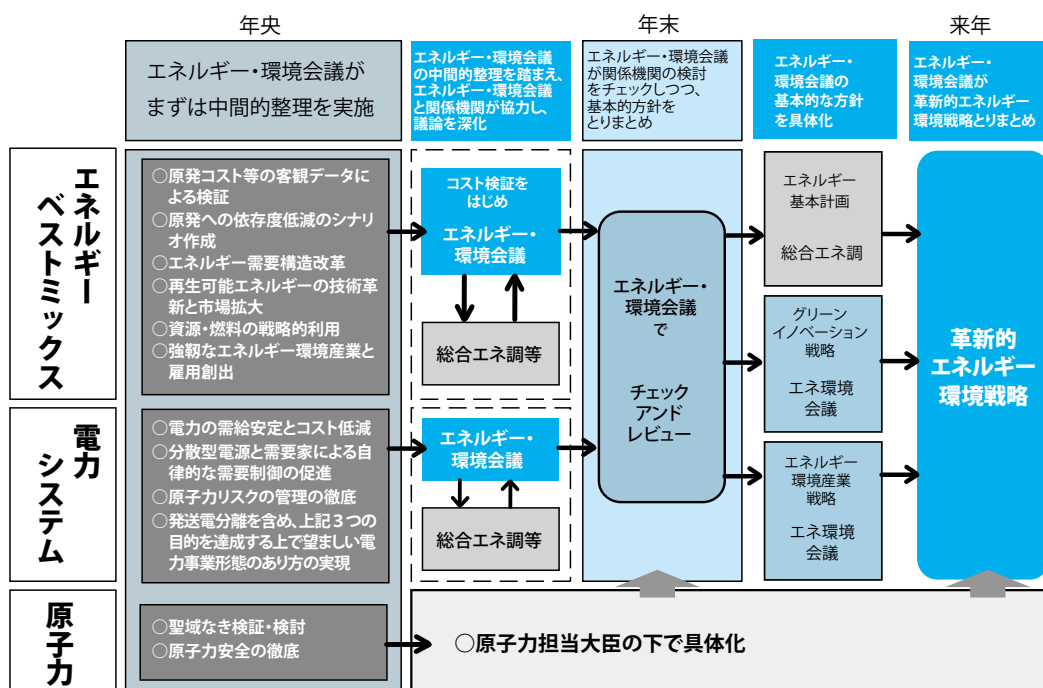 年央
年末
来年
エネルギー・環境会議が
まずは中間的整理を実施
エネルギー・環境会議
の中間的整理を踏まえ、
エネルギー・環境会議
と関係機関が協力し、
議論を深化
エネルギー・環境会議
が関係機関の検討
をチェックしつつ、
基本的方針を
とりまとめ
エネルギー・
環境会議の
基本的な方針
を具体化
エネルギー・
環境会議が
革新的エネルギー
環境戦略とりまとめ
エネルギー
ベストミックス
○原発コスト等の客観データに
よる検証
○原発への依存度低減のシナリ
オ作成
○エネルギー需要構造改革
○再生可能エネルギーの技術革
新と市場拡大
○資源・燃料の戦略的利用
○強靱なエネルギー環境産業と
雇用創出
コスト検証を
はじめ
エネルギー・
環境会議
総合エネ調等
エネルギー・
環境会議
で
チェック
アンド
レビュー
エネルギー
基本計画
総合エネ調
グリーン
イノベーション
戦略
エネ環境
会議
エネルギー
環境産業
戦略
エネ環境
会議
革新的
エネルギー
環境戦略
電力
システム
○電力の需給安定とコスト低減
○分散型電源と需要家による自
律的な需要制御の促進
○原子力リスクの管理の徹底
○発送電分離を含め、上記３つの
目的を達成する上で望ましい電
力事業形態のあり方の実現
エネルギー・
環境会議
総合エネ調等
原子力
○聖域なき検証・検討
○原子力安全の徹底
○原子力担当大臣の下で具体化